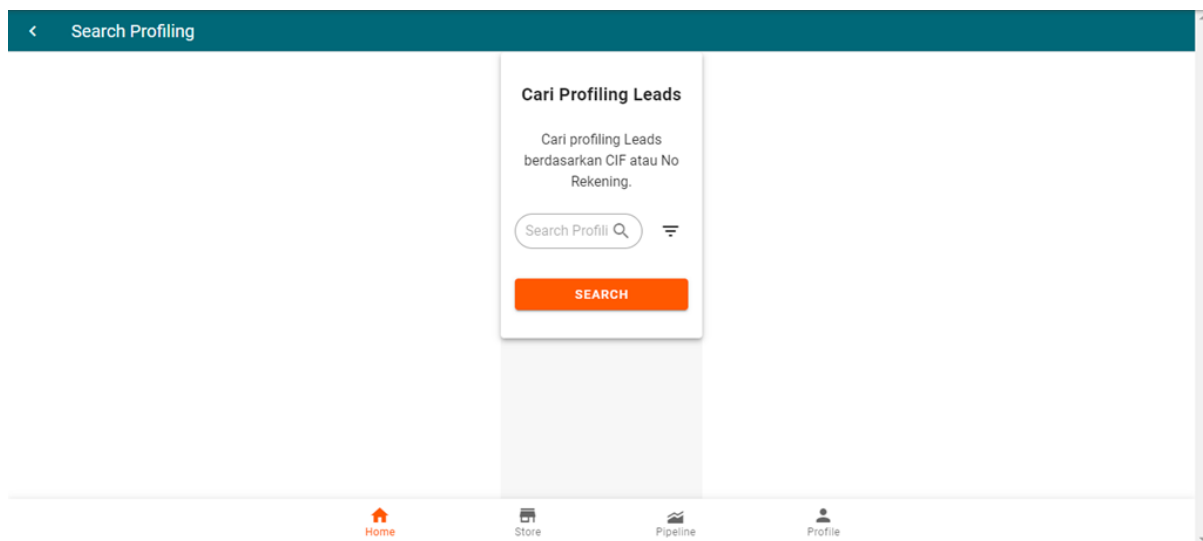 Search Profiling
Cari Profiling Leads
Cari profiling Leads
berdasarkan CIF atau No
Rekening.
Search Profili
SEARCH
Home
Store
Pipeline
Profile